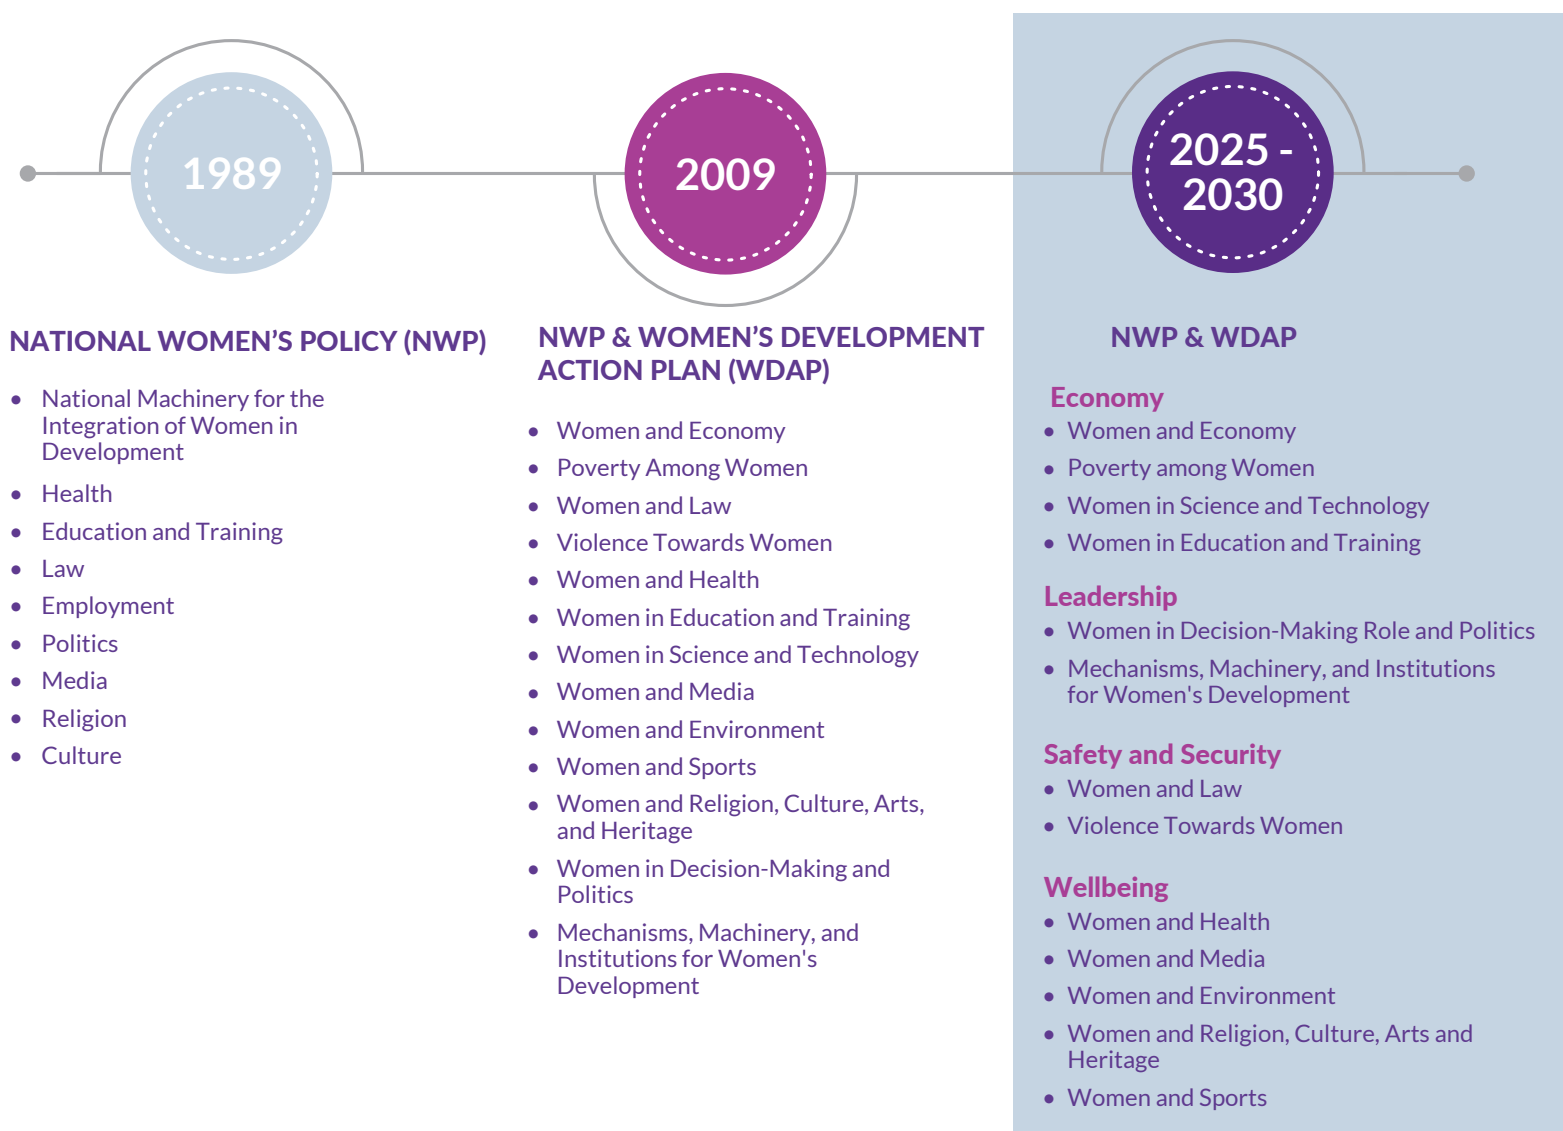 1989
NATIONAL WOMEN’S POLICY (NWP)
• National Machinery for the
Integration of Women in
Development
• Health
• Education and Training
• Law
• Employment
• Politics
• Media
• Religion
• Culture
2009
NWP & WOMEN’S DEVELOPMENT
ACTION PLAN (WDAP)
• Women and Economy
• Poverty Among Women
• Women and Law
• Violence Towards Women
• Women and Health
• Women in Education and Training
• Women in Science and Technology
• Women and Media
• Women and Environment
• Women and Sports
• Women and Religion, Culture, Arts,
and Heritage
• Women in Decision-Making and
Politics
• Mechanisms, Machinery, and
Institutions for Women's
Development
2025 -
2030
NWP & WDAP
Economy
• Women and Economy
• Poverty among Women
• Women in Science and Technology
• Women in Education and Training
Leadership
• Women in Decision-Making Role and Politics
• Mechanisms, Machinery, and Institutions
for Women's Development
Safety and Security
• Women and Law
• Violence Towards Women
Wellbeing
• Women and Health
• Women and Media
• Women and Environment
• Women and Religion, Culture, Arts and
Heritage
• Women and Sports